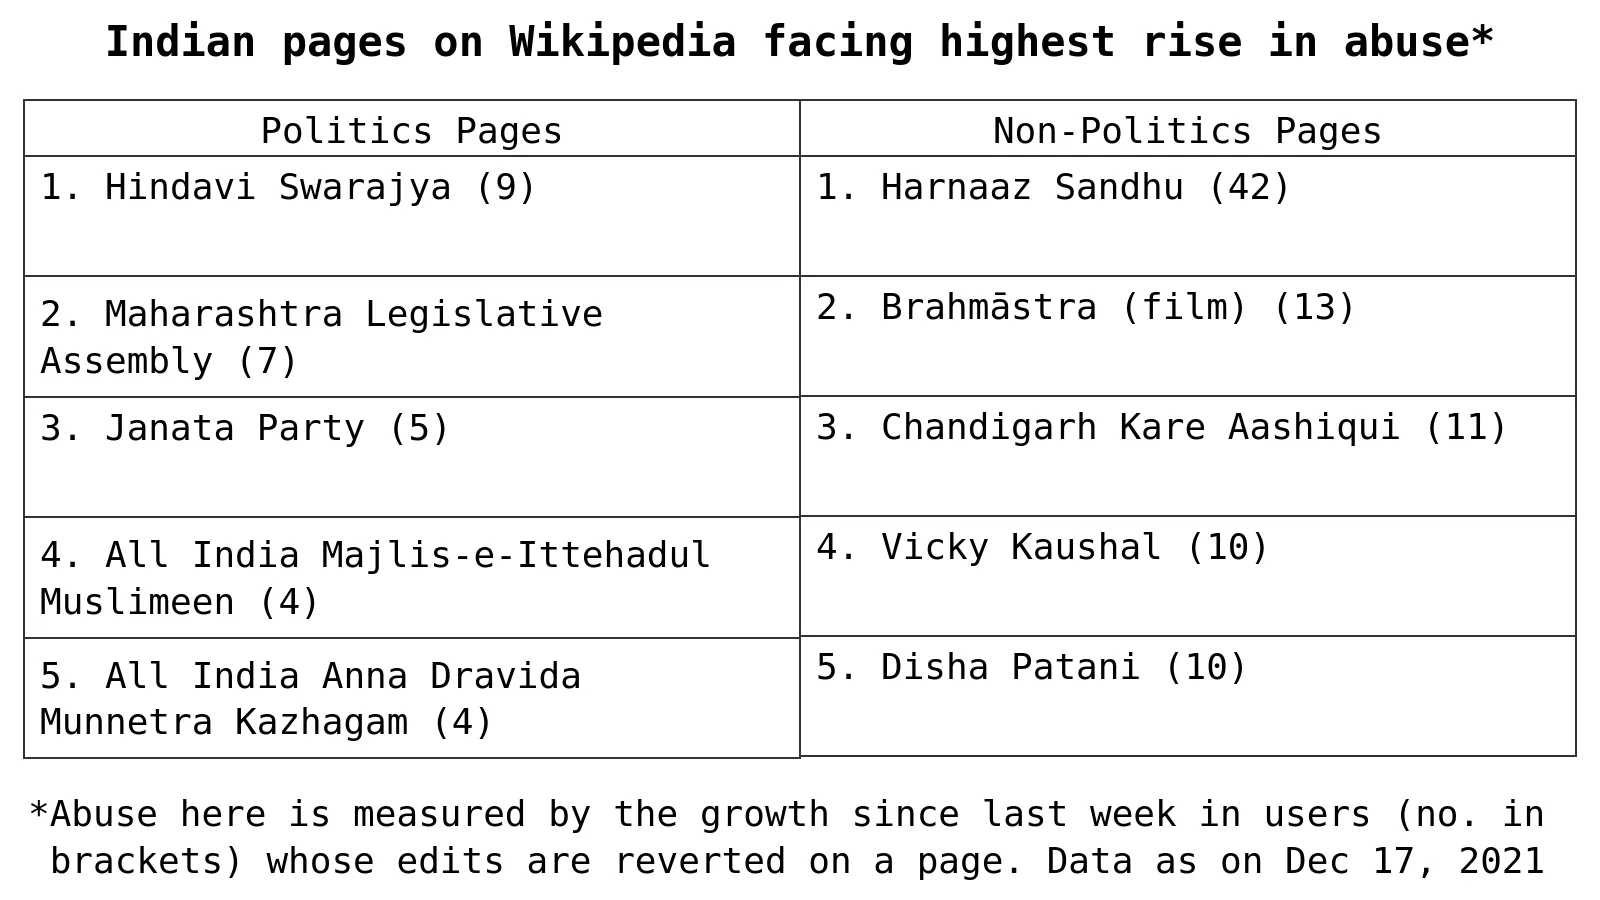 Indian pages on Wikipedia facing highest rise in abuse*
Politics Pages
1. Hindavi Swarajya (9)
2. Maharashtra Legislative
Assembly (7)
3. Janata Party (5)
4. All India Majlis-e-Ittehadul
Muslimeen (4)
5. All India Anna Dravida
Munnetra Kazhagam (4)
Non-Politics Pages
1. Harnaaz Sandhu (42)
2. Brahmāstra (film) (13)
3. Chandigarh Kare Aashiqui (11)
4. Vicky Kaushal (10)
5. Disha Patani (10)
*Abuse here is measured by the growth since last week in users (no. in
brackets) whose edits are reverted on a page. Data as on Dec 17, 2021